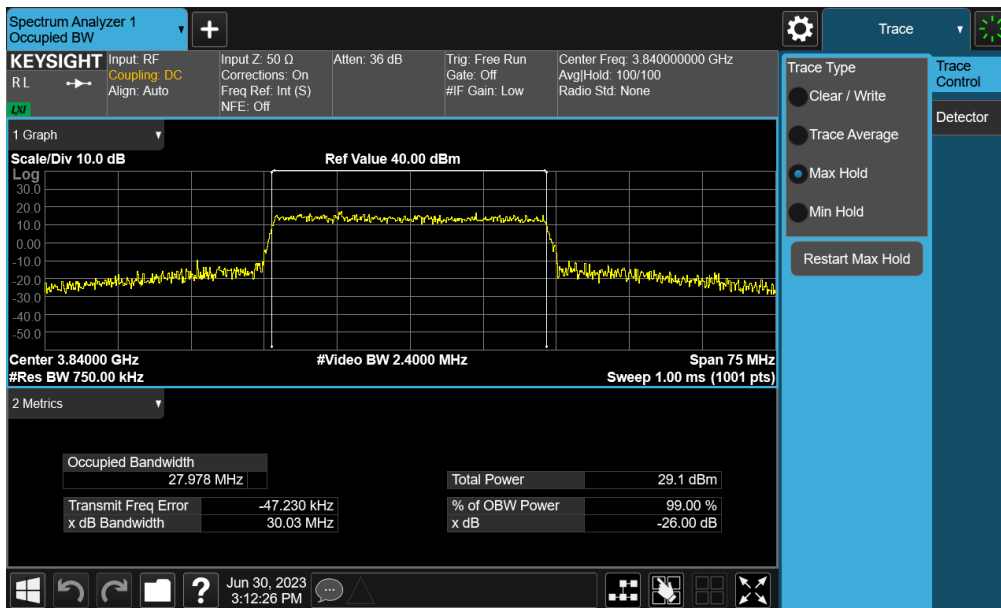 Spectrum Analyzer 1
Occupied BW
Trace
KEYSIGHT
RL
LXI
Input: RF
Coupling: DC
Align: Auto
Input Z: 50 Ω
Corrections: On
Freq Ref: Int (S)
NFE: Off
Atten: 36 dB
Trig: Free Run
Gate: Off
#IF Gain: Low
Center Freq: 3.840000000 GHz
Avg|Hold: 100/100
Radio Std: None
Trace Type
Clear / Write
Trace Average
Max Hold
Min Hold
Restart Max Hold
Trace
Control
Detector
1 Graph
Scale/Div 10.0 dB
Ref Value 40.00 dBm
Log
30.0
20.0
10.0
0.00
-10.0
-20.0
-30.0
-40.0
-50.0
Center 3.84000 GHz
#Video BW 2.4000 MHz
Span 75 MHz
#Res BW 750.00 kHz
Sweep 1.00 ms (1001 pts)
2 Metrics
Occupied Bandwidth
27.978 MHz
Total Power 29.1 dBm
Transmit Freq Error -47.230 kHz
% of OBW Power 99.00 %
x dB Bandwidth 30.03 MHz
x dB -26.00 dB
?
Jun 30, 2023
3:12:26 PM